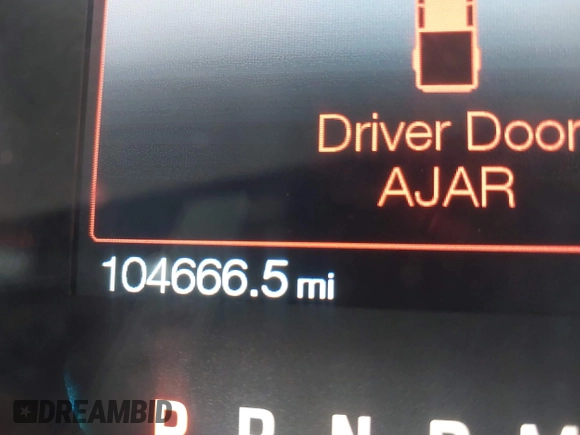 Driver Door
AJAR
104666.5 mi
P R N D M
DREAMBID